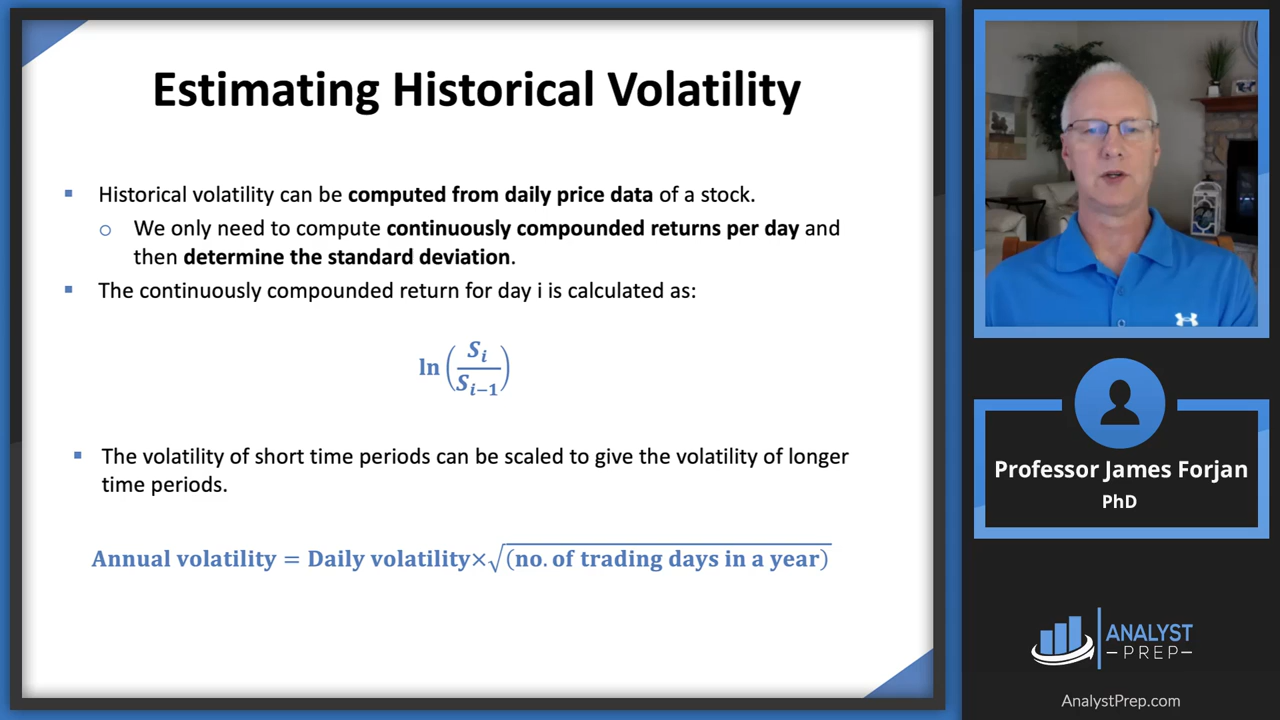 Estimating Historical Volatility
▪ Historical volatility can be computed from daily price data of a stock.
o We only need to compute continuously compounded returns per day and
then determine the standard deviation.
▪ The continuously compounded return for day i is calculated as:
ln(S_i/S_{i−1})
▪ The volatility of short time periods can be scaled to give the volatility of longer
time periods.
Annual volatility = Daily volatility×√(no. of trading days in a year)
Professor James Forjan
PhD
ANALYST
–PREP–
AnalystPrep.com